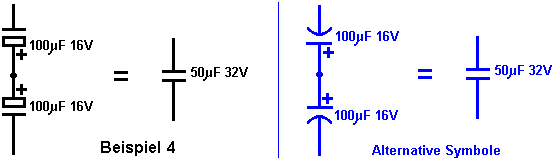 100µF 16V
+
+
100µF 16V
=
50µF 32V
Beispiel 4
100µF 16V
+
+
100µF 16V
=
50µF 32V
Alternative Symbole